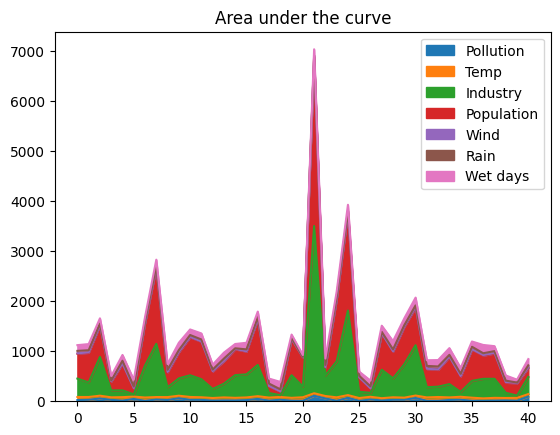 Area under the curve
Pollution
Temp
Industry
Population
Wind
Rain
Wet days
7000
6000
5000
4000
3000
2000
1000
0
0 5 10 15 20 25 30 35 40